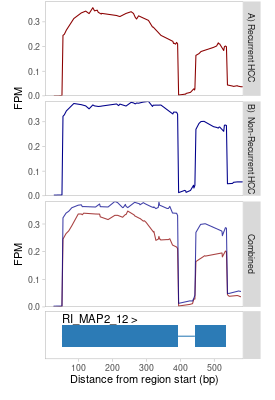 0.3
0.2
0.1
0.0
FPM
A) Recurrent HCC
0.3
0.2
0.1
0.0
B) Non-Recurrent HCC
0.3
0.2
0.1
0.0
FPM
Combined
RI_MAP2_12 >
100 200 300 400 500
Distance from region start (bp)